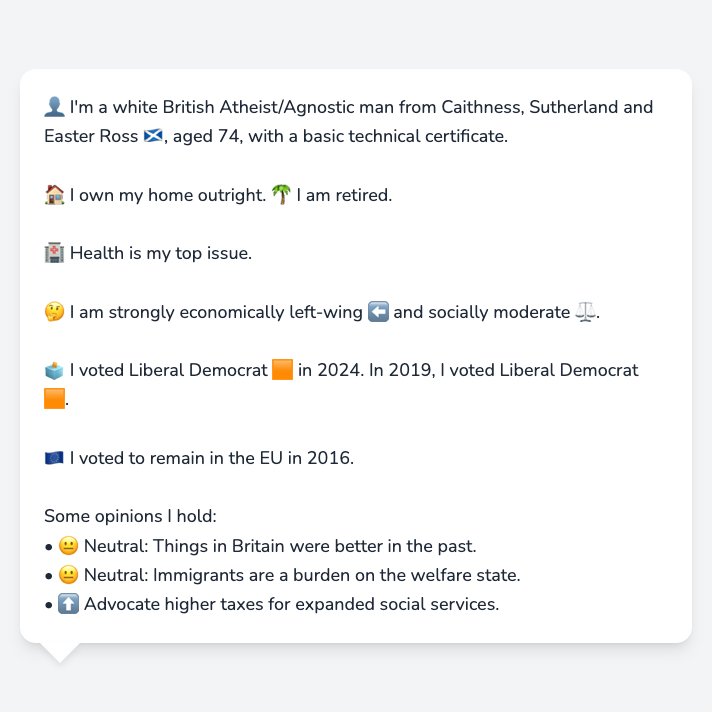 👤 I'm a white British Atheist/Agnostic man from Caithness, Sutherland and
Easter Ross 🏴󠁧󠁢󠁳󠁣󠁴󠁿, aged 74, with a basic technical certificate.
🏠 I own my home outright. 🌴 I am retired.
🏥 Health is my top issue.
🤔 I am strongly economically left-wing ⬅️ and socially moderate ⚖️.
🗳️ I voted Liberal Democrat 🟧 in 2024. In 2019, I voted Liberal Democrat
🟧.
🇪🇺 I voted to remain in the EU in 2016.
Some opinions I hold:
• 😐 Neutral: Things in Britain were better in the past.
• 😐 Neutral: Immigrants are a burden on the welfare state.
• ⬆️ Advocate higher taxes for expanded social services.